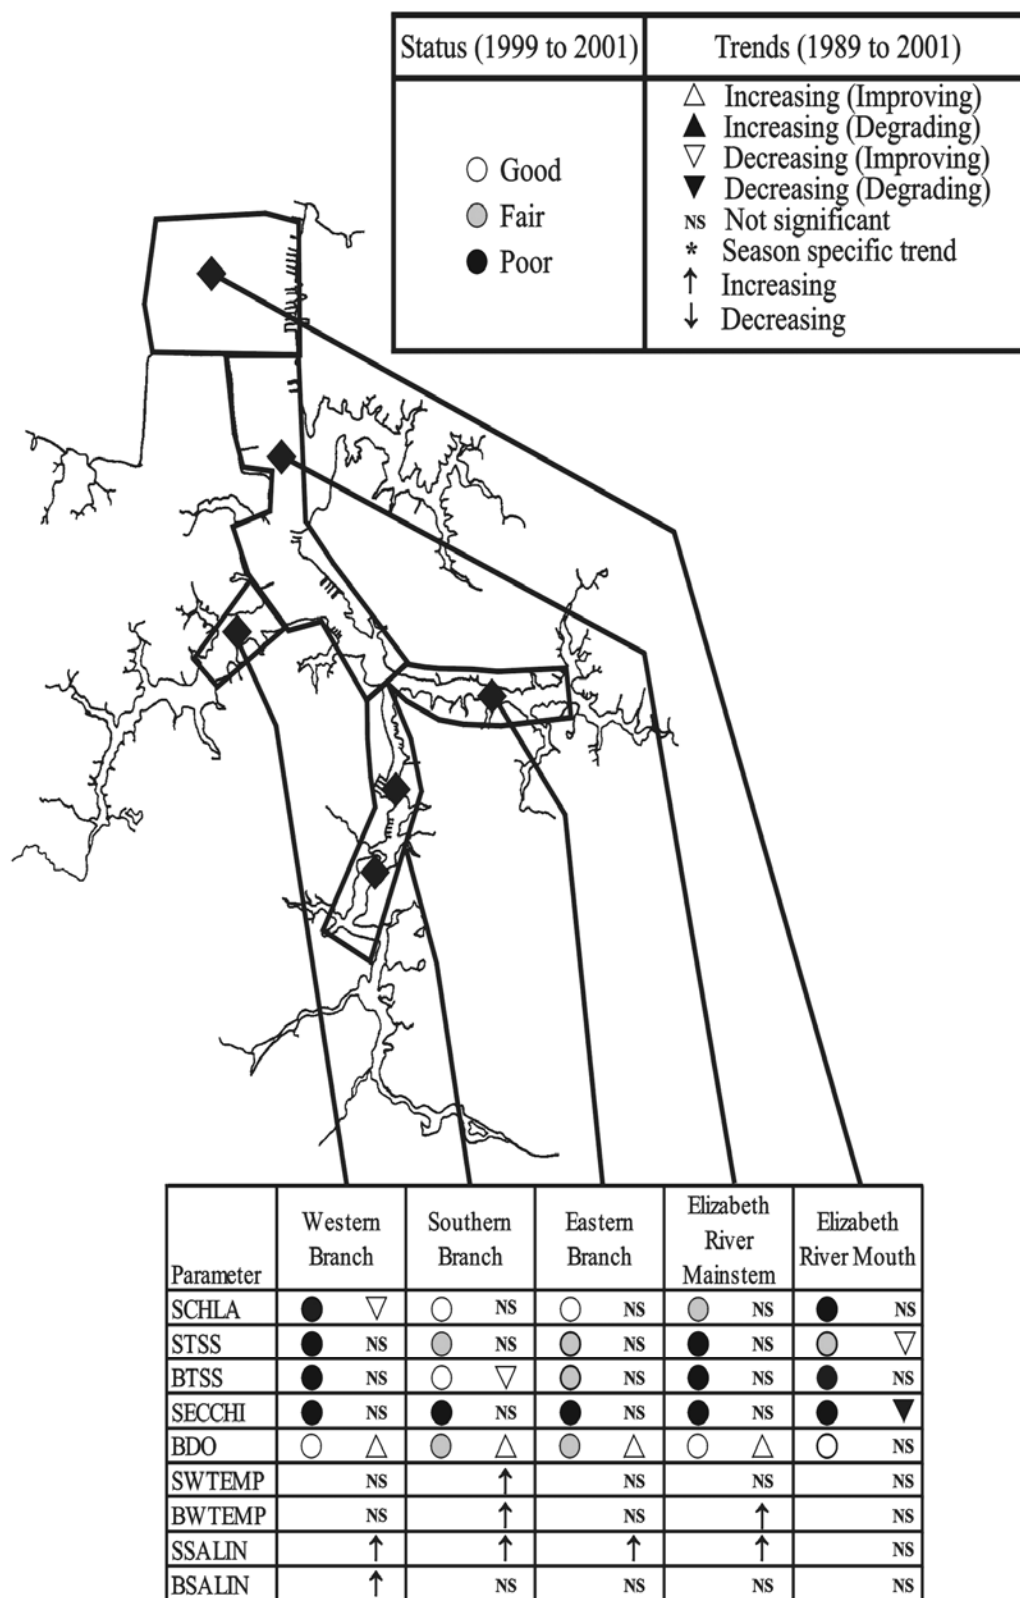 Status (1999 to 2001) Trends (1989 to 2001)
Increasing (Improving)
Increasing (Degrading)
Good Decreasing (Improving)
Decreasing (Degrading)
Fair NS Not significant
* Season specific trend
Poor ↑ Increasing
↓ Decreasing
Parameter Western Branch Southern Branch Eastern Branch Elizabeth River Mainstem Elizabeth River Mouth
SCHLA NS NS NS NS
STSS NS NS NS NS
BTSS NS NS NS NS
SECCHI NS NS NS NS
BDO NS
SWTEMP NS ↑ NS NS NS
BWTEMP NS ↑ NS ↑ NS
SSALIN ↑ ↑ ↑ ↑ NS
BSALIN ↑ NS NS NS NS